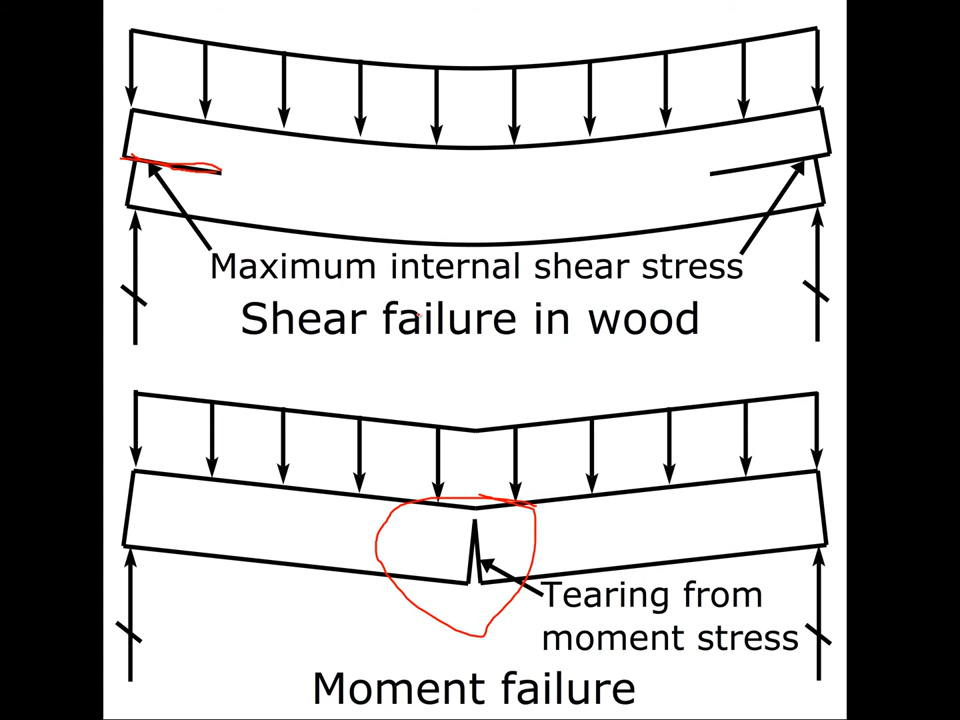 Maximum internal shear stress
Shear failure in wood
Tearing from
moment stress
Moment failure